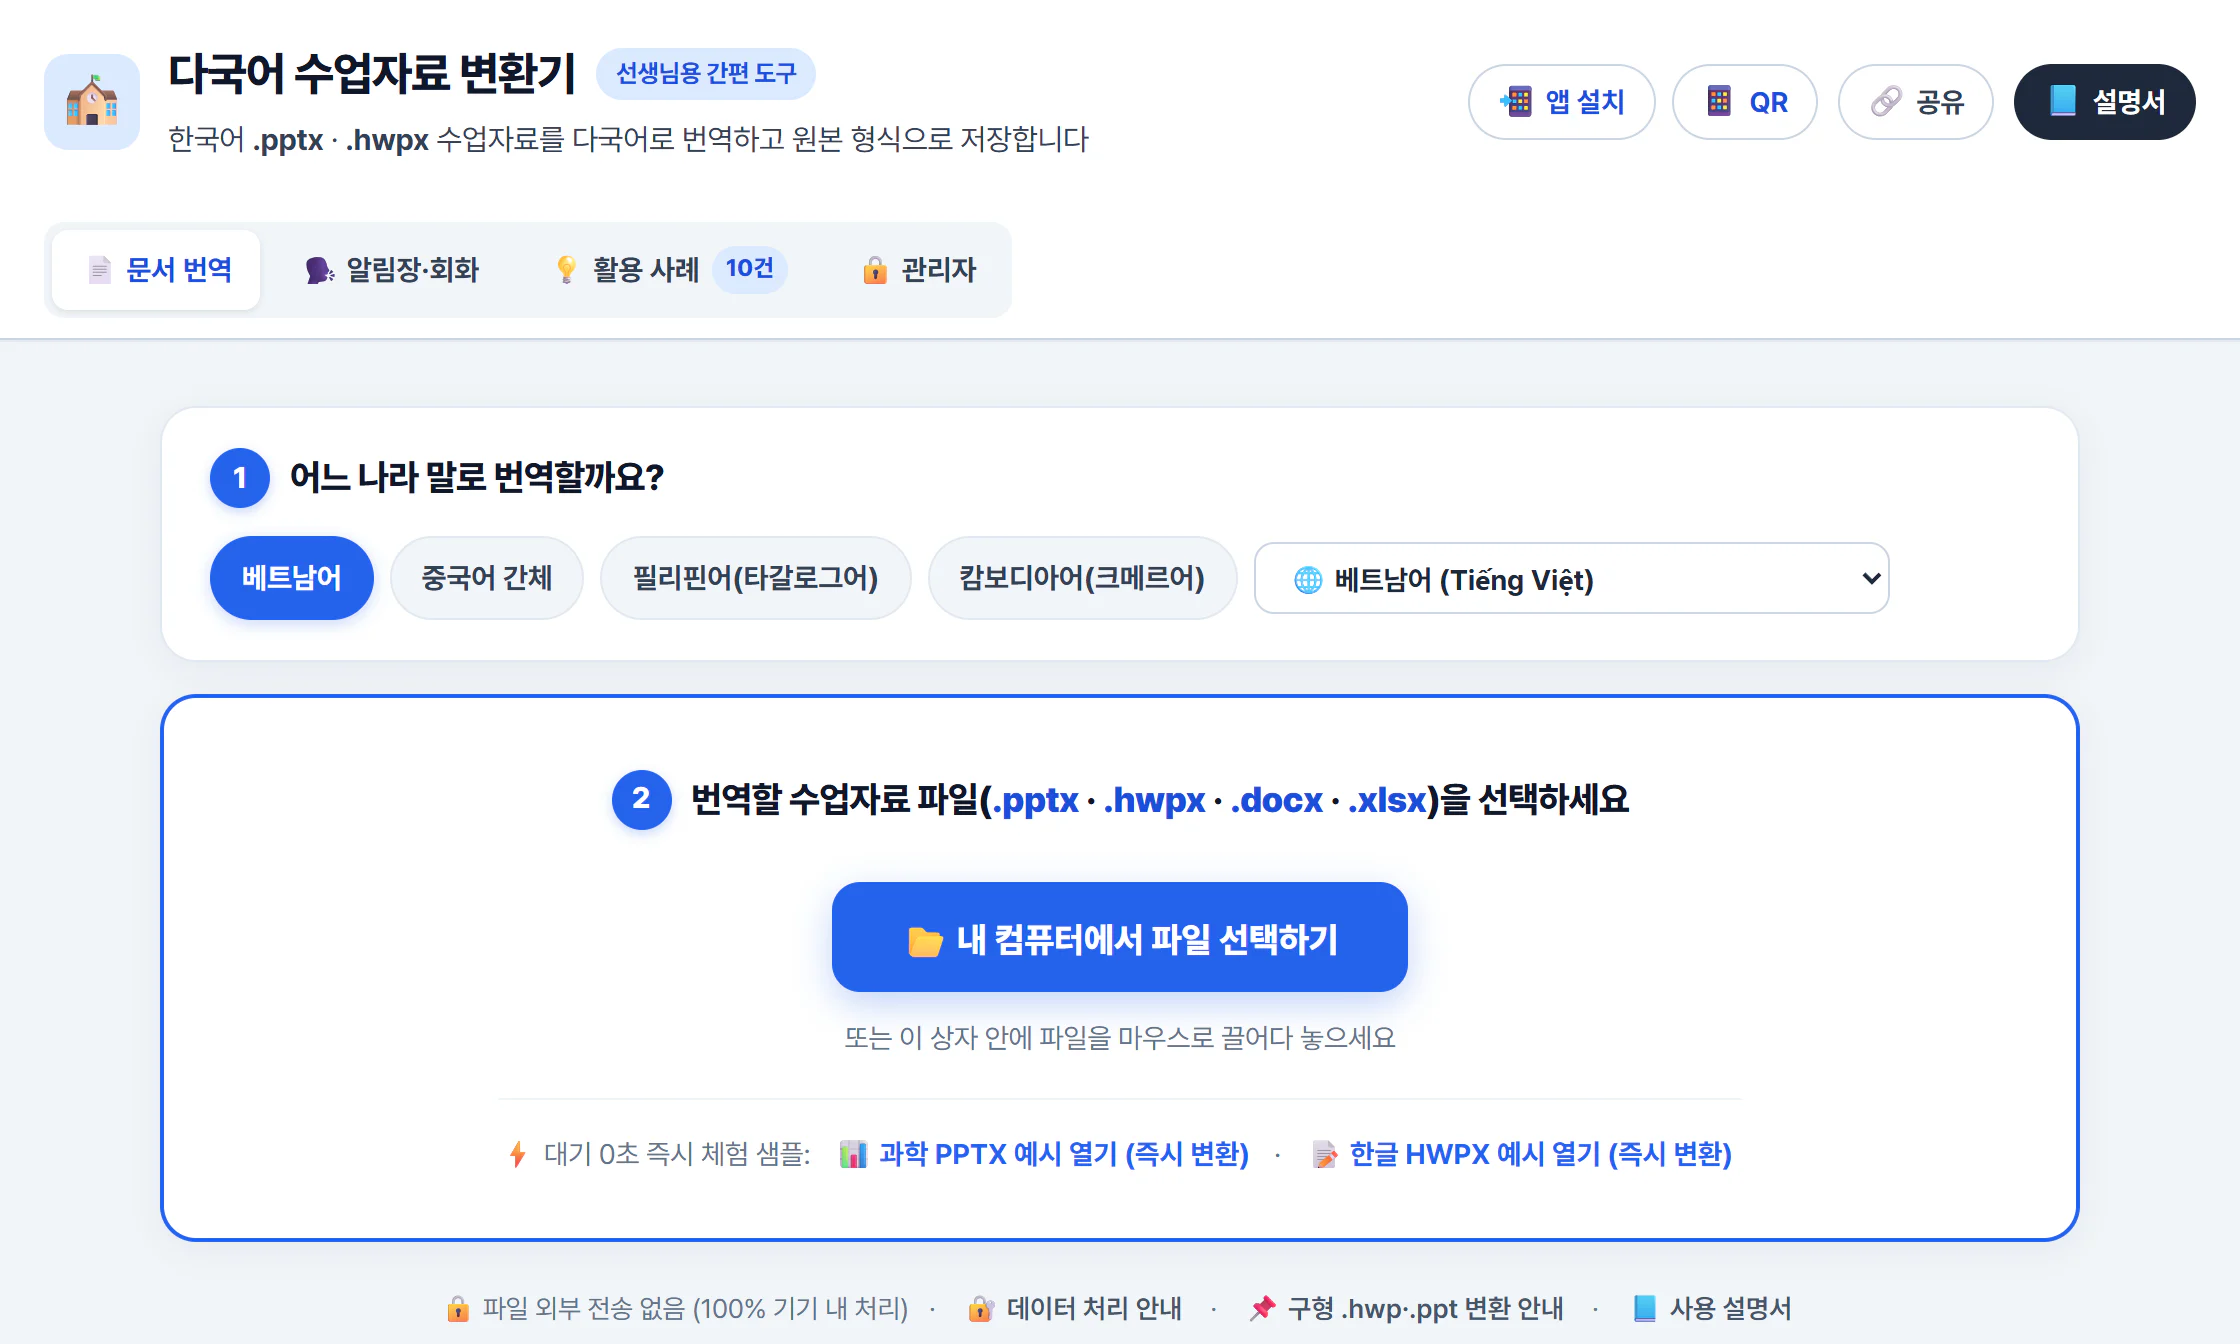 다국어 수업자료 변환기
선생님용 간편 도구
한국어 .pptx · .hwpx 수업자료를 다국어로 번역하고 원본 형식으로 저장합니다
앱 설치
QR
공유
설명서
문서 번역
알림장·회화
활용 사례 10건
관리자
1 어느 나라 말로 번역할까요?
베트남어
중국어 간체
필리핀어(타갈로그어)
캄보디아어(크메르어)
베트남어 (Tiếng Việt)
2 번역할 수업자료 파일(.pptx · .hwpx · .docx · .xlsx)을 선택하세요
내 컴퓨터에서 파일 선택하기
또는 이 상자 안에 파일을 마우스로 끌어다 놓으세요
대기 0초 즉시 체험 샘플: 과학 PPTX 예시 열기 (즉시 변환) · 한글 HWPX 예시 열기 (즉시 변환)
파일 외부 전송 없음 (100% 기기 내 처리) · 데이터 처리 안내 · 구형 .hwp·.ppt 변환 안내 · 사용 설명서